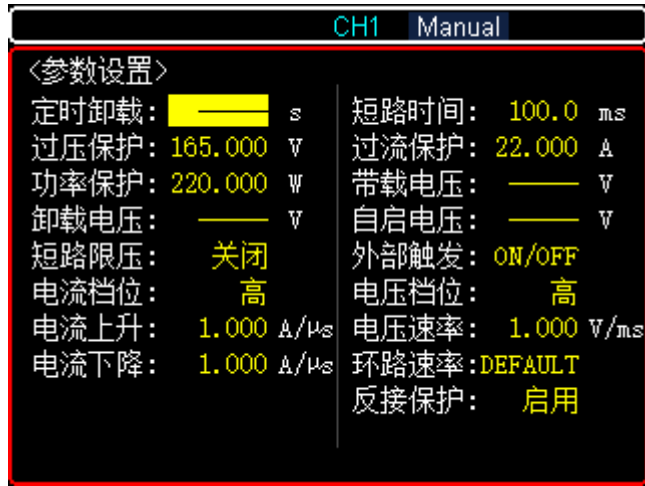 CH1 Manual
<参数设置>
定时卸载: —— s 短路时间: 100.0 ms
过压保护: 165.000 V 过流保护: 22.000 A
功率保护: 220.000 W 带载电压: —— V
卸载电压: —— V 自启电压: —— V
短路限压: 关闭 外部触发: ON/OFF
电流档位: 高 电压档位: 高
电流上升: 1.000 A/μs 电压速率: 1.000 V/ms
电流下降: 1.000 A/μs 环路速率:DEFAULT
反接保护: 启用